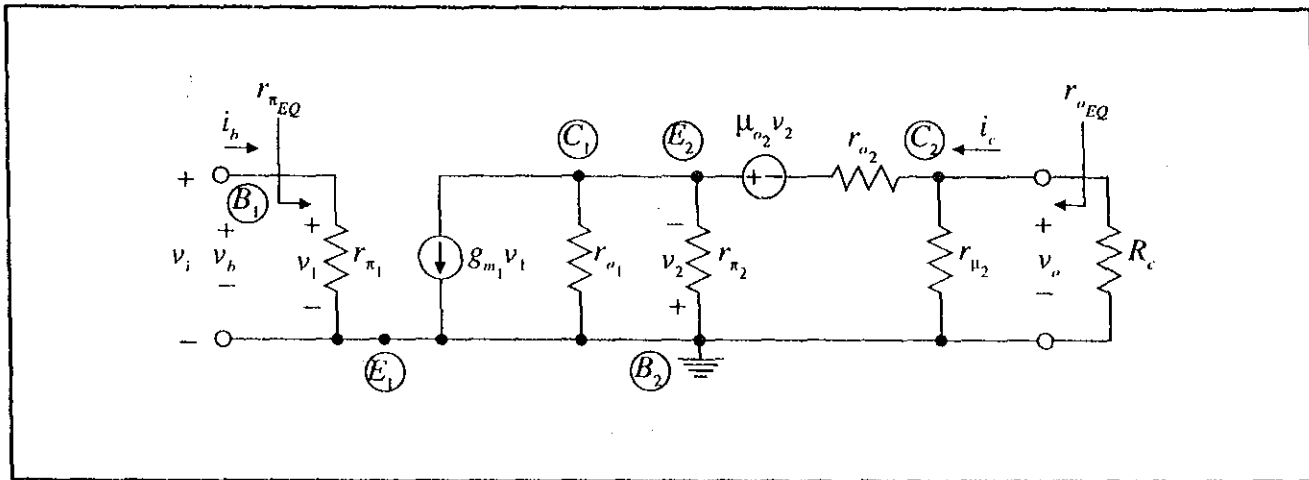 r_πEQ
i_b
C_1
E_2
μ_o2 v_2
r_o2
C_2
i_c
r_oEQ
+
+ −
B_1
v_i
+
v_b
−
+
v_1
−
r_π1
g_m1 v_1
r_o1
−
v_2
+
r_π2
r_μ2
+
v_o
−
R_c
−
E_1
B_2